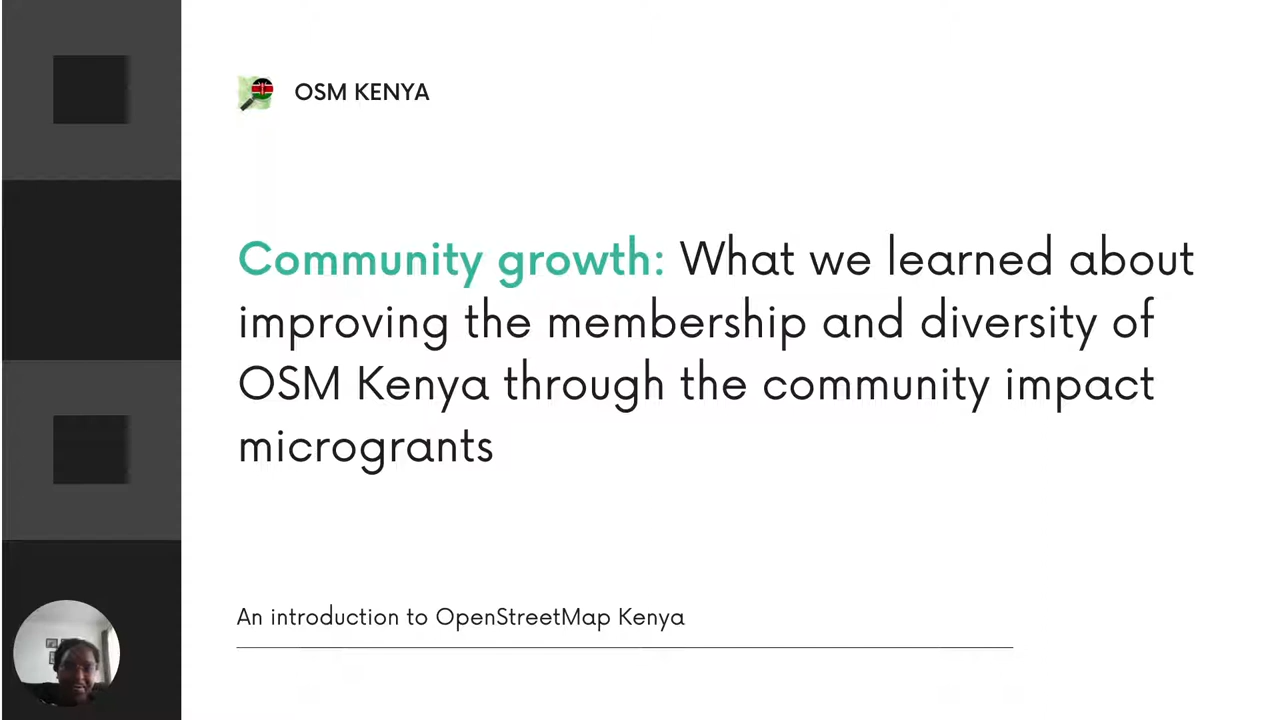 OSM KENYA
Community growth: What we learned about
improving the membership and diversity of
OSM Kenya through the community impact
microgrants
An introduction to OpenStreetMap Kenya